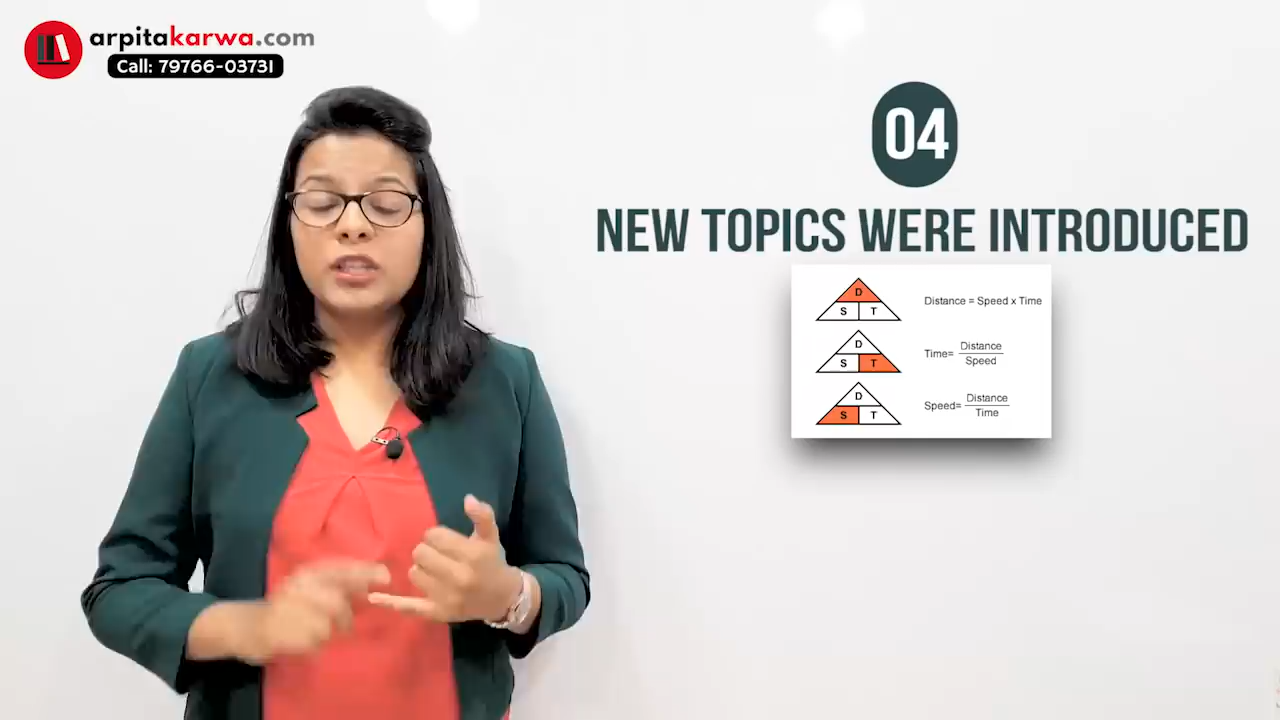 arpitakarwa.com
Call: 79766-03731
04
NEW TOPICS WERE INTRODUCED
D
S T
Distance = Speed x Time
D
S T
Time= Distance
Speed
D
S T
Speed= Distance
Time